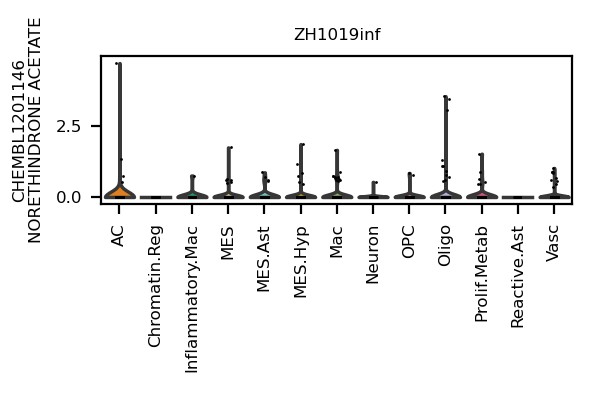 ZH1019inf
CHEMBL1201146
NORETHINDRONE ACETATE
2.5
0.0
AC
Chromatin.Reg
Inflammatory.Mac
MES
MES.Ast
MES.Hyp
Mac
Neuron
OPC
Oligo
Prolif.Metab
Reactive.Ast
Vasc